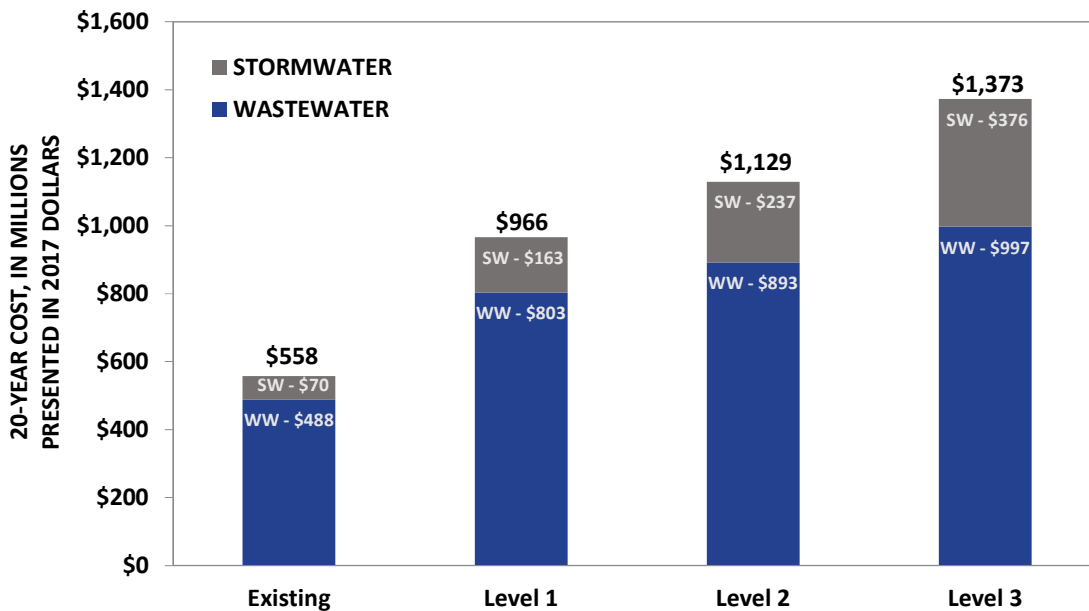 20-YEAR COST, IN MILLIONS
PRESENTED IN 2017 DOLLARS
$1,600
$1,400
$1,200
$1,000
$800
$600
$400
$200
$0
STORMWATER
WASTEWATER
$558
SW - $70
WW - $488
$966
SW - $163
WW - $803
$1,129
SW - $237
WW - $893
$1,373
SW - $376
WW - $997
Existing
Level 1
Level 2
Level 3